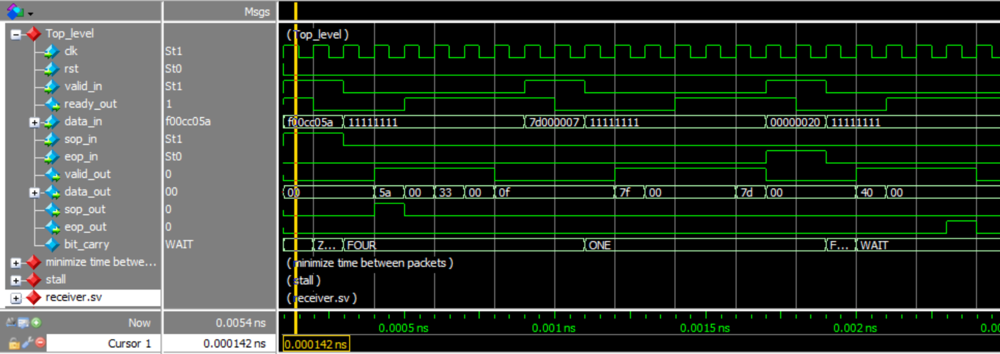 Msgs
Top_level (Top_level)
clk St1
rst St0
valid_in St1
ready_out 1
data_in f00cc05a f00cc05a 11111111 7d000007 11111111 00000020 11111111
sop_in St1
eop_in St0
valid_out 0
data_out 00 00 5a 00 33 00 0f 7f 00 7d 00 40 00
sop_out 0
eop_out 0
bit_carry WAIT Z... FOUR ONE F... WAIT
minimize time betwe... (minimize time between packets)
stall (stall)
receiver.sv (receiver.sv)
Now 0.0054 ns 0.0005 ns 0.001 ns 0.0015 ns 0.002 ns 0.00
Cursor 1 0.000142 ns 0.000142 ns